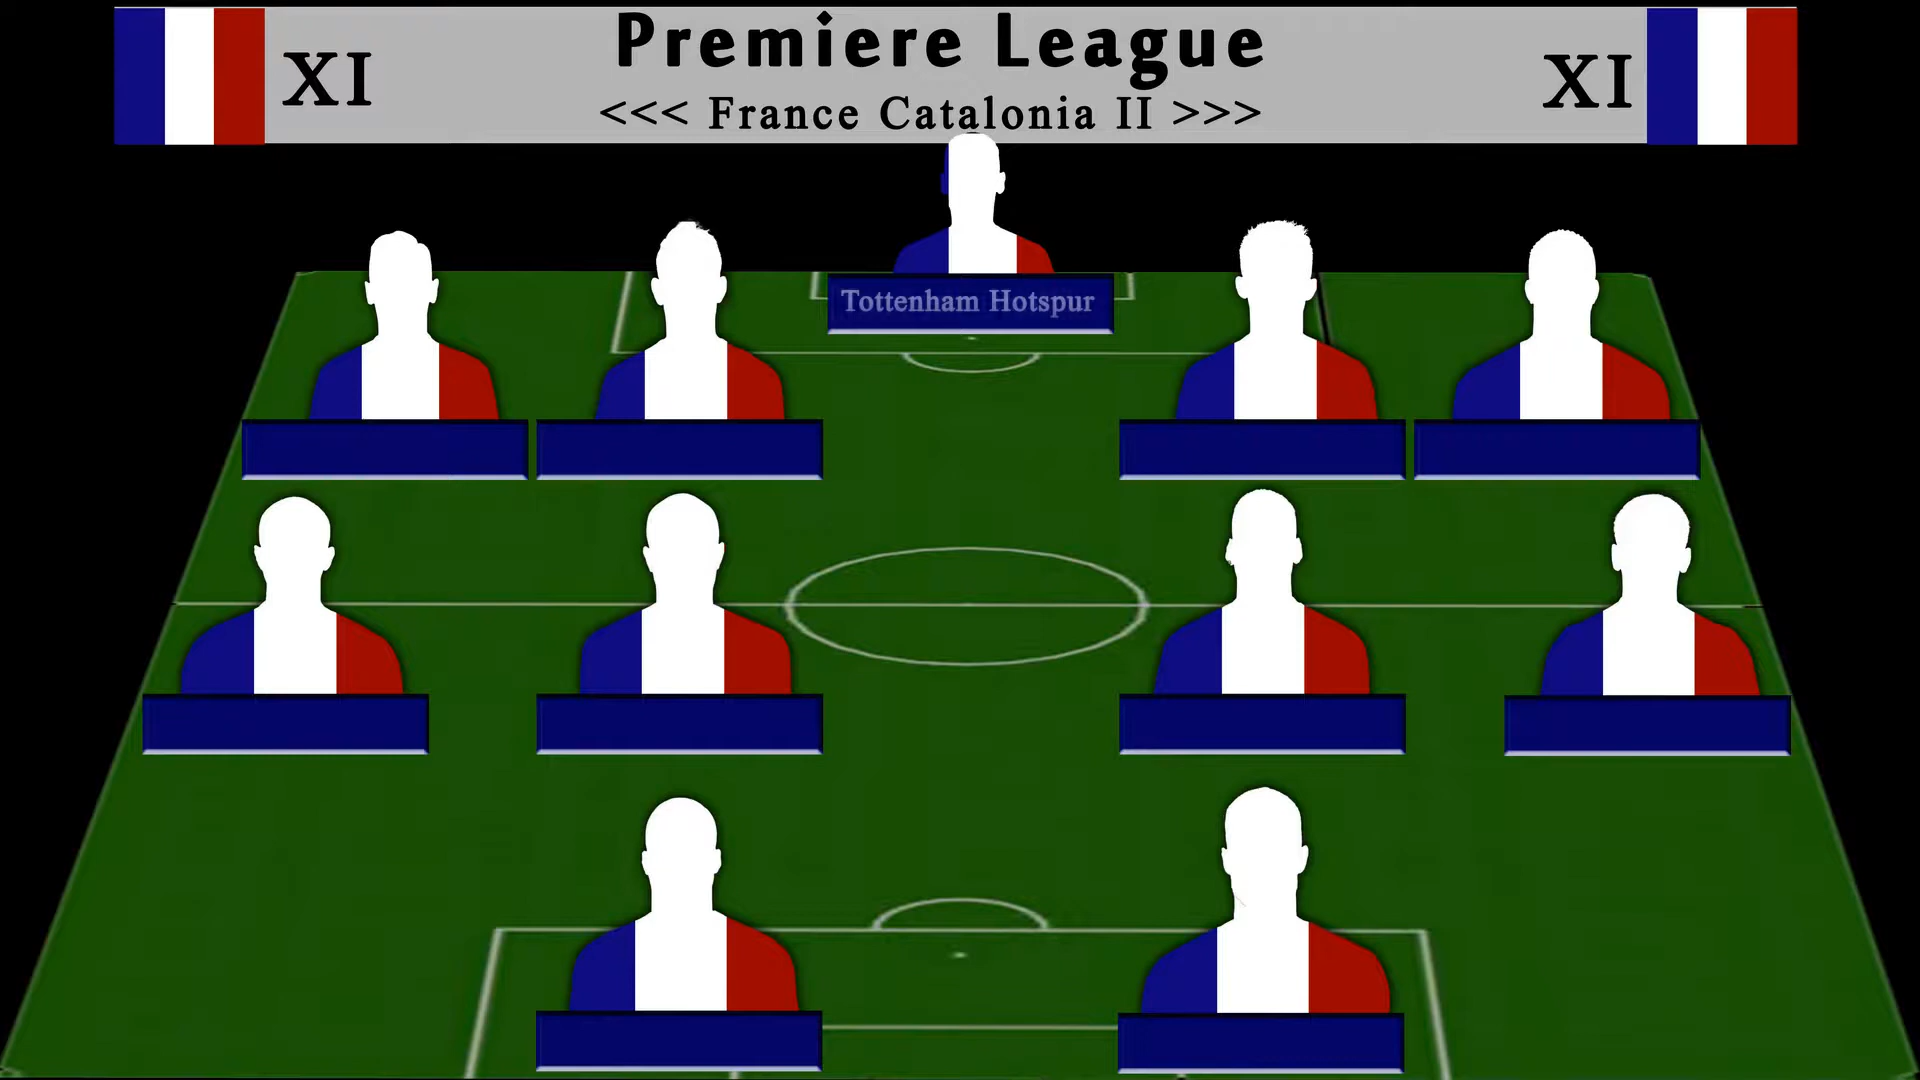 Premiere League
XI
<<< France Catalonia II >>>
XI
Tottenham Hotspur